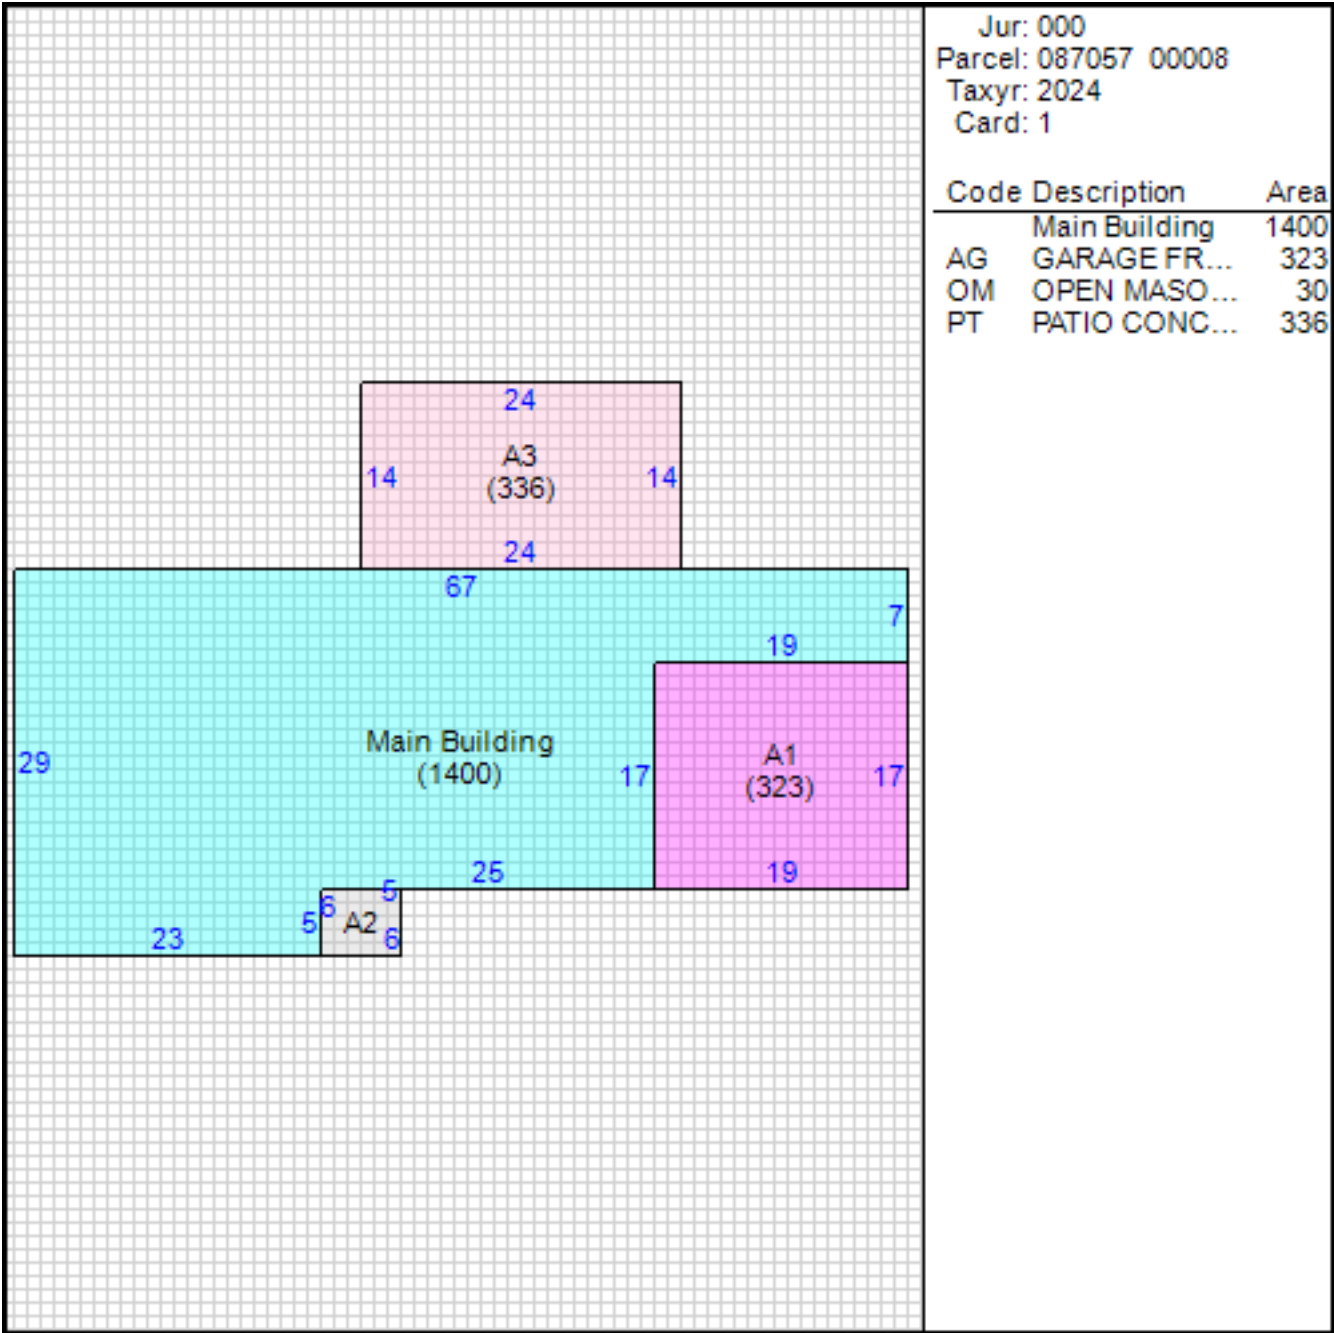 Jur: 000
Parcel: 087057 00008
Taxyr: 2024
Card: 1
Code Description Area
Main Building 1400
AG GARAGE FR... 323
OM OPEN MASO... 30
PT PATIO CONC... 336
24
A3
14 14
(336)
24
67
7
19
Main Building
(1400)
29
17
A1
(323)
17
25
19
5
6
5
A2
6
23